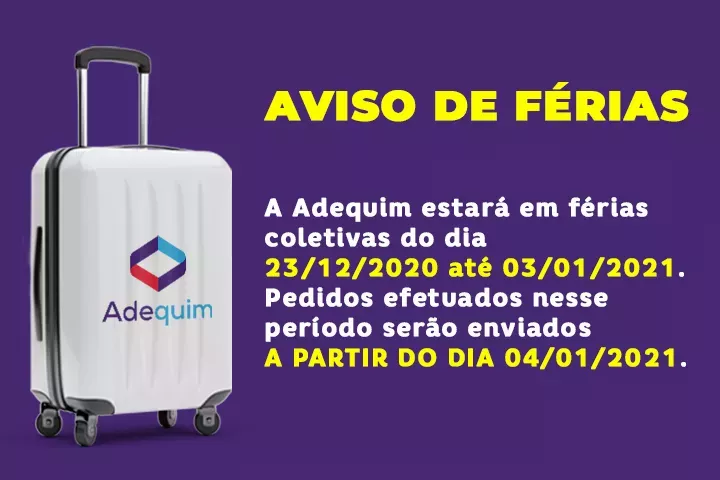 AVISO DE FÉRIAS
A Adequim estará em férias
coletivas do dia
23/12/2020 até 03/01/2021.
Pedidos efetuados nesse
período serão enviados
A PARTIR DO DIA 04/01/2021.
Adequim